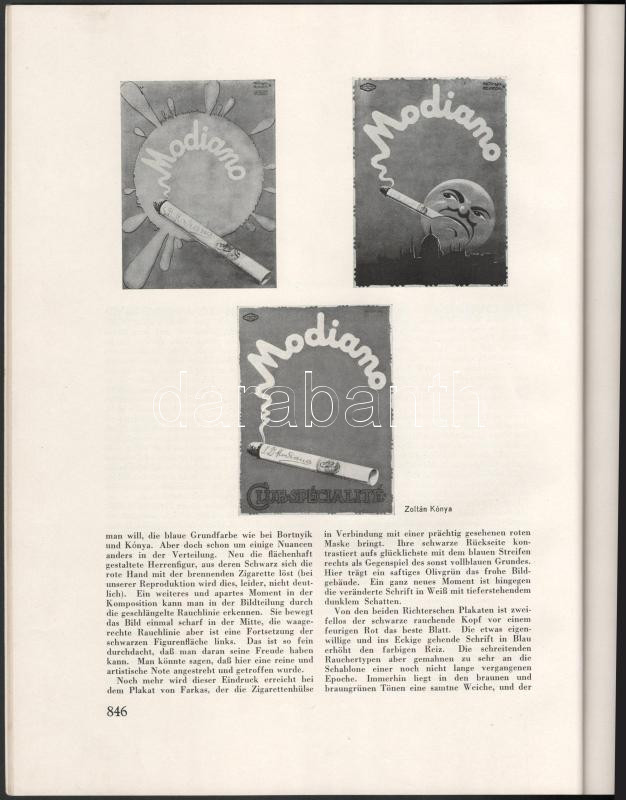 Modiano
Modiano
Modiano
CLUB SPÉCIALITÉ
Zoltán Kónya
darabanth
man will, die blaue Grundfarbe wie bei Bortnyik
und Kónya. Aber doch schon um einige Nuancen
anders in der Verteilung. Neu die flächenhaft
gestaltete Herrenfigur, aus deren Schwarz sich die
rote Hand mit der brennenden Zigarette löst (bei
unserer Reproduktion wird dies, leider, nicht deut-
lich). Ein weiteres und apartes Moment in der
Komposition kann man in der Bildteilung durch
die geschlängelte Rauchlinie erkennen. Sie bewegt
das Bild einmal scharf in der Mitte, die waage-
rechte Rauchlinie aber ist eine Fortsetzung der
schwarzen Figurenfläche links. Das ist so fein
durchdacht, daß man daran seine Freude haben
kann. Man könnte sagen, daß hier eine reine und
artistische Note angestrebt und getroffen wurde.
Noch mehr wird dieser Eindruck erreicht bei
dem Plakat von Farkas, der die Zigarettenhülse
in Verbindung mit einer prächtig gesehenen roten
Maske bringt. Ihre schwarze Rückseite kon-
trastiert aufs glücklichste mit dem blauen Streifen
rechts als Gegenspiel des sonst vollblauen Grundes.
Hier trägt ein saftiges Olivgrün das frohe Bild-
gebäude. Ein ganz neues Moment ist hingegen
die veränderte Schrift in Weiß mit tieferstehendem
dunklem Schatten.
Von den beiden Richterschen Plakaten ist zwei-
fellos der schwarze rauchende Kopf vor einem
feurigen Rot das beste Blatt. Die etwas eigen-
willige und ins Eckige gehende Schrift in Blau
erhöht den farbigen Reiz. Die schreitenden
Rauchertypen aber gemahnen zu sehr an die
Schablone einer noch nicht lange vergangenen
Epoche. Immerhin liegt in den braunen und
braungrünen Tönen eine samtne Weiche, und der
846